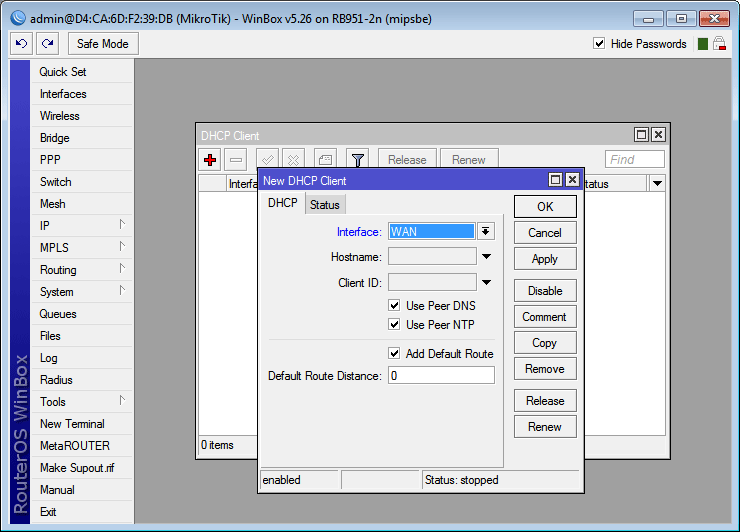 admin@D4:CA:6D:F2:39:DB (MikroTik) - WinBox v5.26 on RB951-2n (mipsbe)
Safe Mode
Hide Passwords
RouterOS WinBox
Quick Set
Interfaces
Wireless
Bridge
PPP
Switch
Mesh
IP
MPLS
Routing
System
Queues
Files
Log
Radius
Tools
New Terminal
MetaROUTER
Make Supout.rif
Manual
Exit
DHCP Client
Release
Renew
Find
Interfa
tatus
0 items
New DHCP Client
DHCP
Status
Interface: WAN
Hostname:
Client ID:
Use Peer DNS
Use Peer NTP
Add Default Route
Default Route Distance: 0
OK
Cancel
Apply
Disable
Comment
Copy
Remove
Release
Renew
enabled
Status: stopped